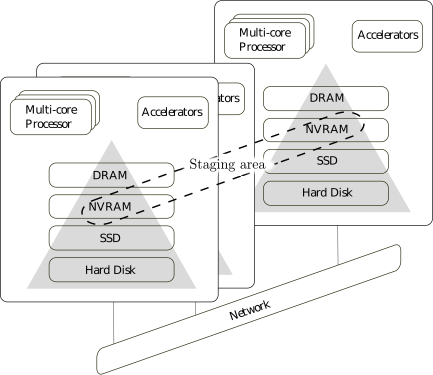 Multi-core
Processor
Accelerators
DRAM
NVRAM
SSD
Hard Disk
ators
Multi-core
Processor
Accelerators
DRAM
NVRAM
SSD
Hard Disk
Staging area
Network